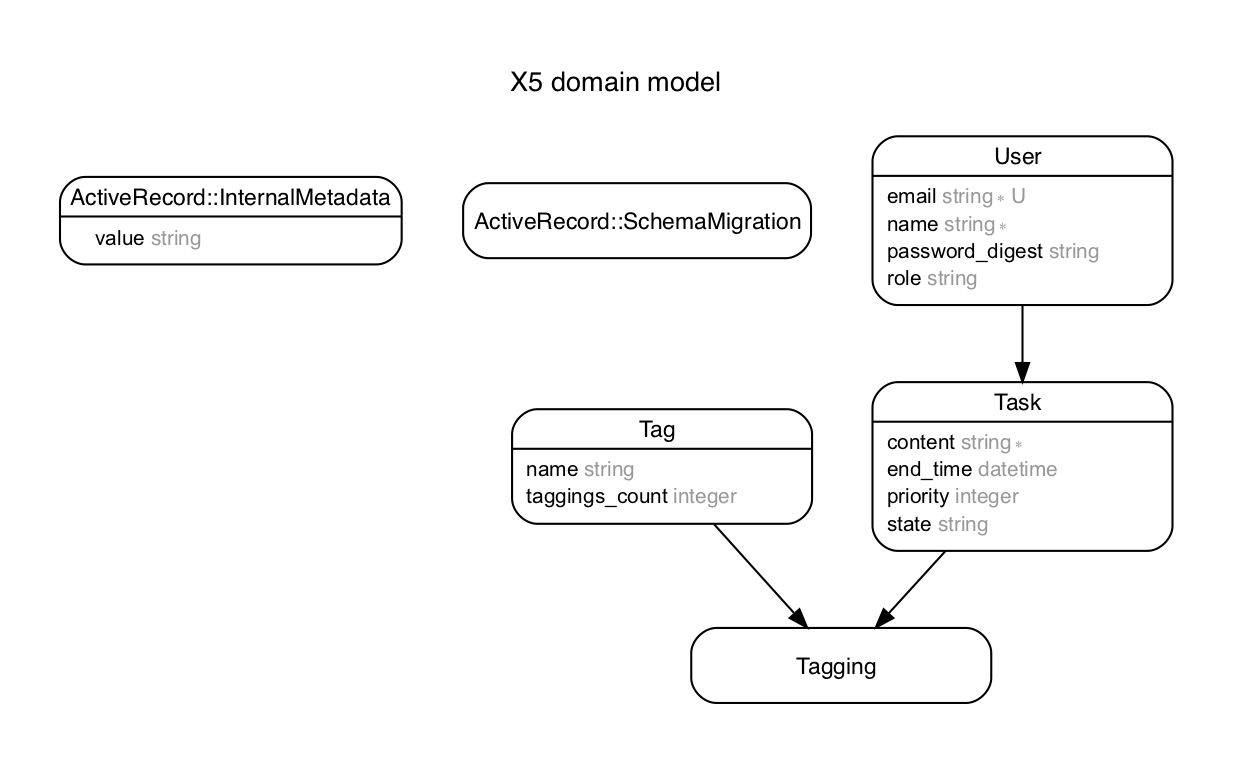 X5 domain model
ActiveRecord::InternalMetadata
value string
ActiveRecord::SchemaMigration
User
email string * U
name string *
password_digest string
role string
Tag
name string
taggings_count integer
Task
content string *
end_time datetime
priority integer
state string
Tagging